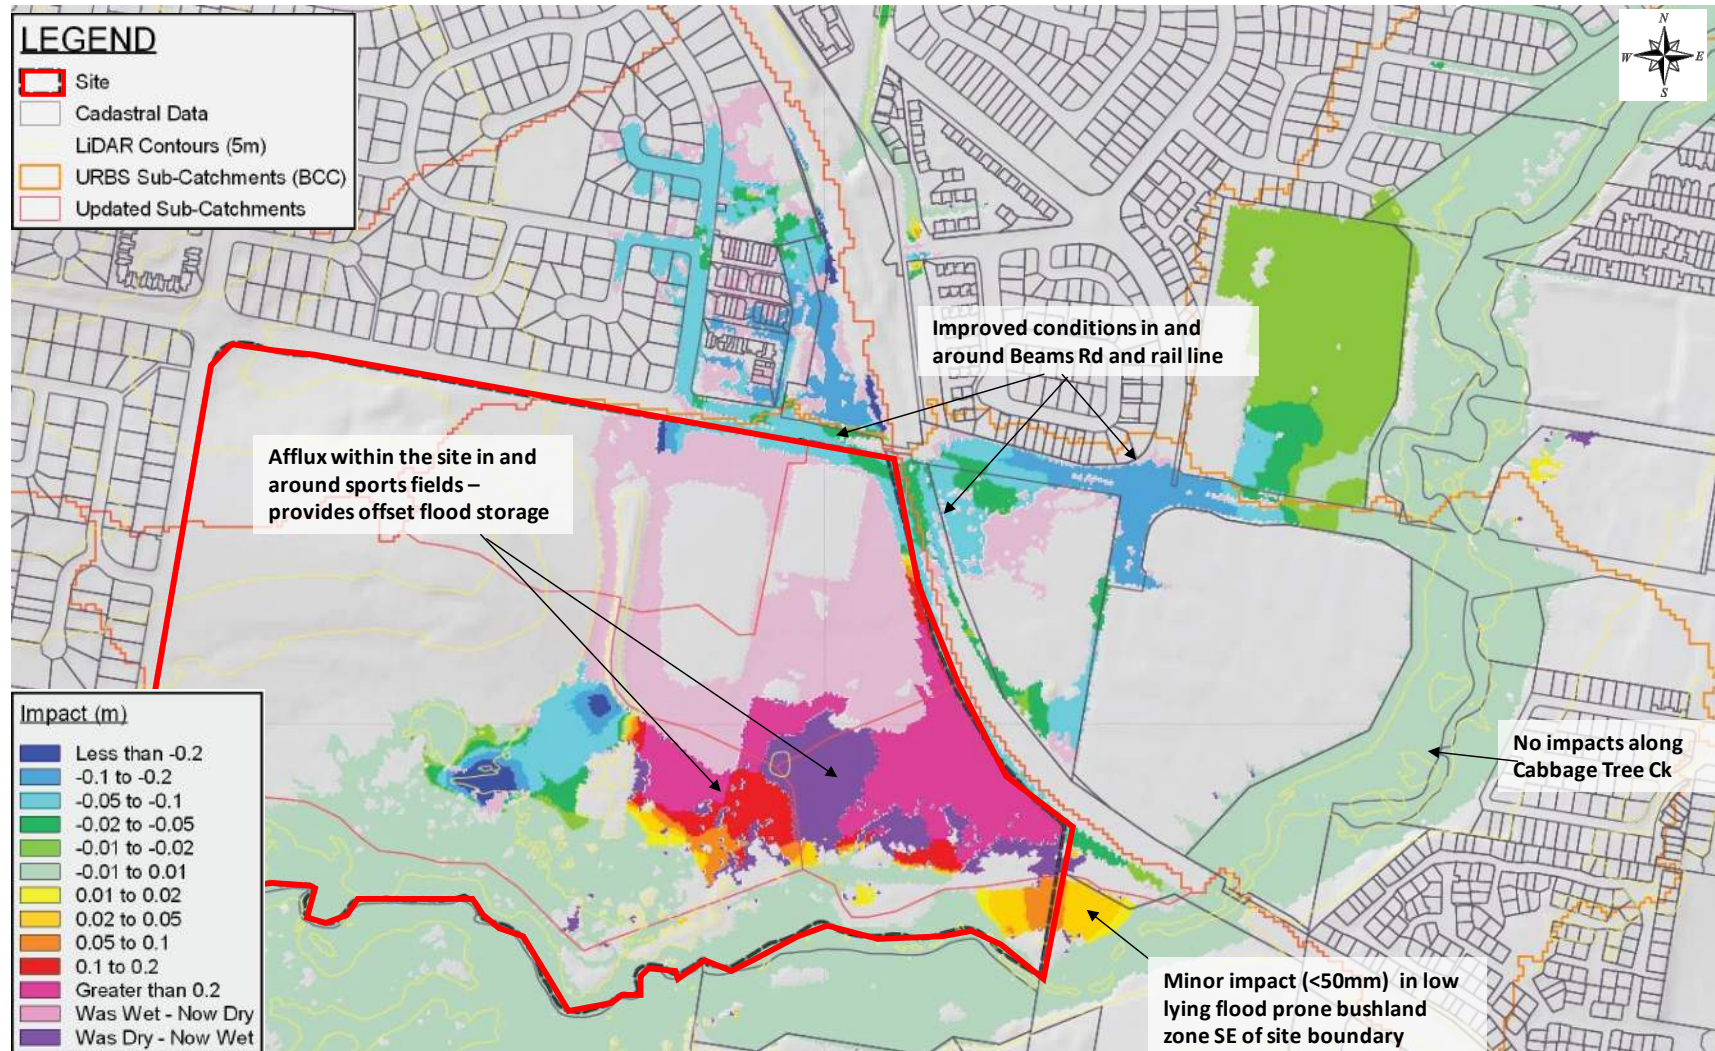 LEGEND
Site
Cadastral Data
LiDAR Contours (5m)
URBS Sub-Catchments (BCC)
Updated Sub-Catchments
N
W
E
S
Improved conditions in and
around Beams Rd and rail line
Afflux within the site in and
around sports fields –
provides offset flood storage
No impacts along
Cabbage Tree Ck
Minor impact (<50mm) in low
lying flood prone bushland
zone SE of site boundary
Impact (m)
Less than -0.2
-0.1 to -0.2
-0.05 to -0.1
-0.02 to -0.05
-0.01 to -0.02
-0.01 to 0.01
0.01 to 0.02
0.02 to 0.05
0.05 to 0.1
0.1 to 0.2
Greater than 0.2
Was Wet - Now Dry
Was Dry - Now Wet